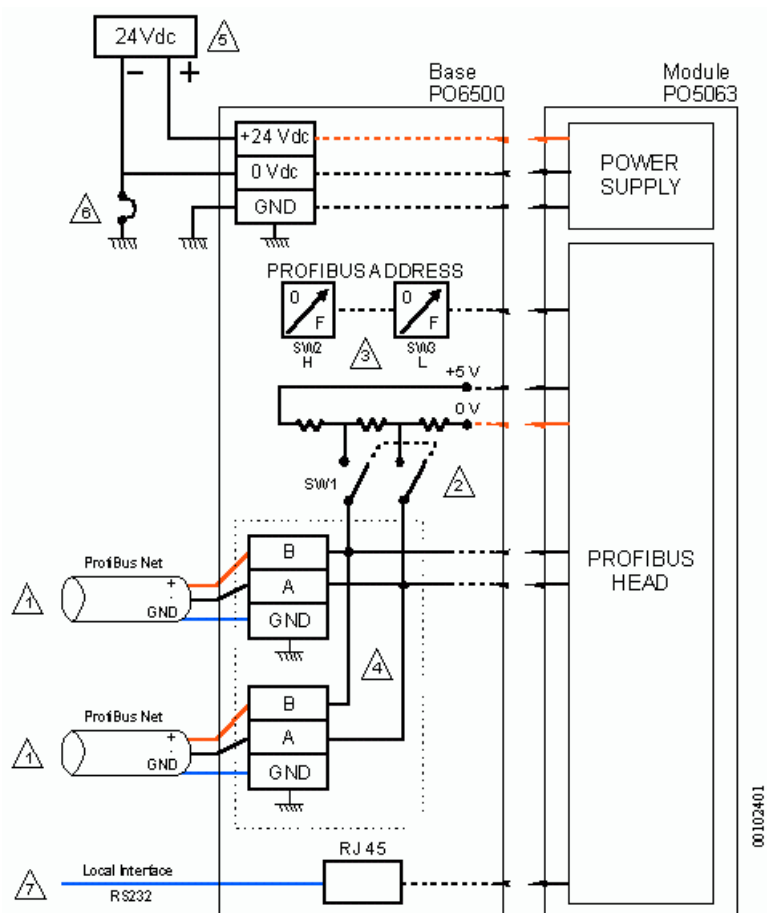 24Vdc
5
- +
Base
PO6500
Module
PO5063
+24 Vdc
0 Vdc
GND
POWER
SUPPLY
6
PROFIBUS ADDRESS
0
F
0
F
SW2
H
3
SW3
L
+5 V
0 V
SW1
2
ProfiBus Net
+
-
GND
1
B
A
GND
PROFIBUS
HEAD
4
ProfiBus Net
+
-
GND
1
B
A
GND
RJ 45
Local Interface
RS232
7
00102401